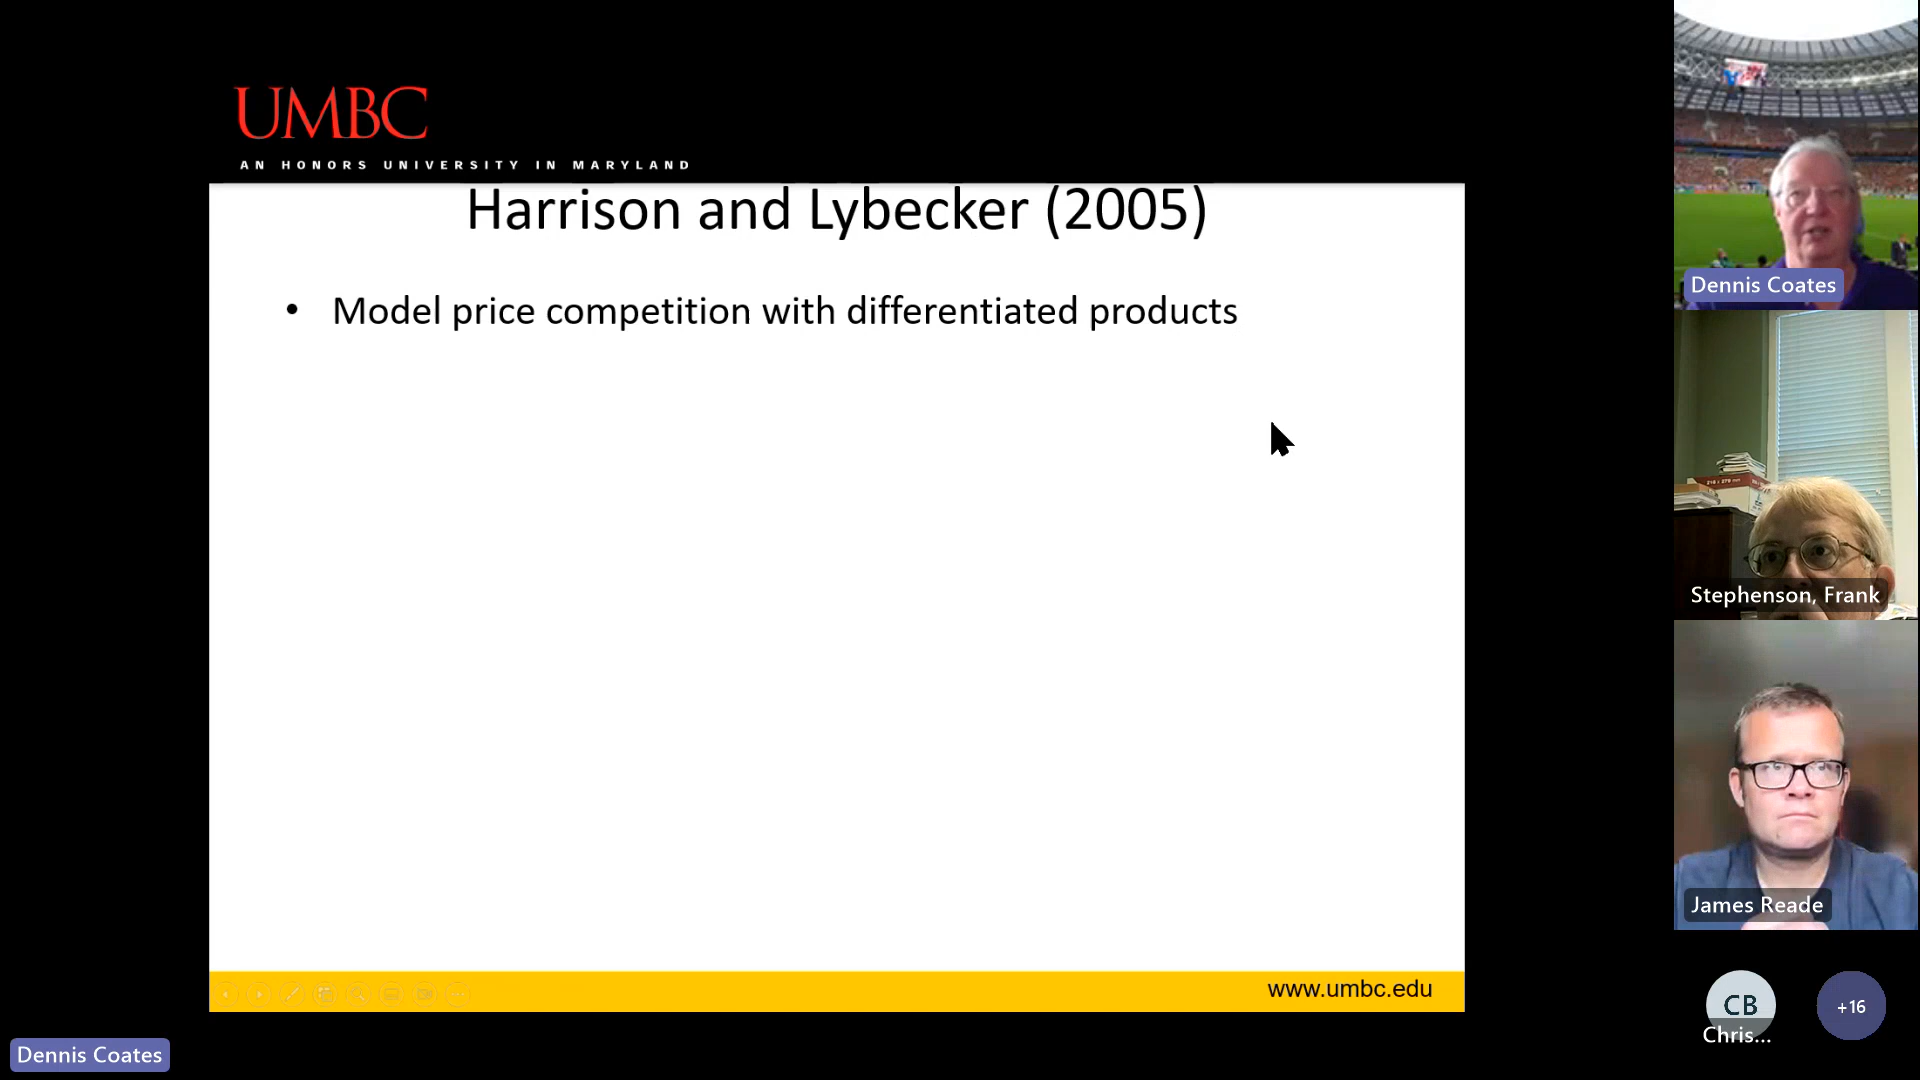 UMBC
AN HONORS UNIVERSITY IN MARYLAND
Harrison and Lybecker (2005)
• Model price competition with differentiated products
www.umbc.edu
Dennis Coates
Dennis Coates
Stephenson, Frank
James Reade
CB
Chris...
+16